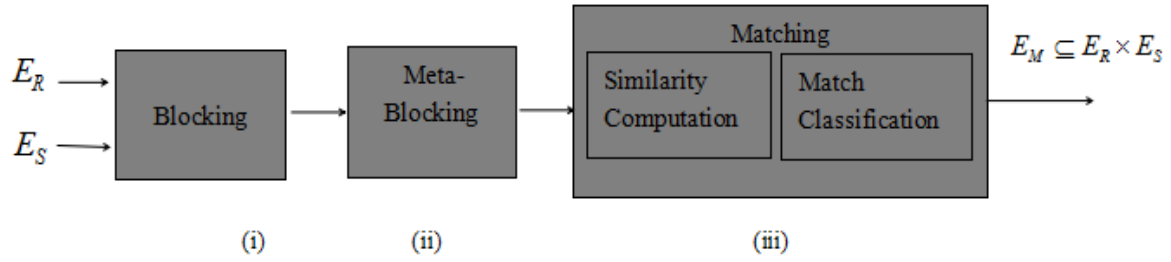 E_R
E_S
Blocking
Meta-
Blocking
Matching
Similarity
Computation
Match
Classification
E_M ⊆ E_R × E_S
(i)
(ii)
(iii)